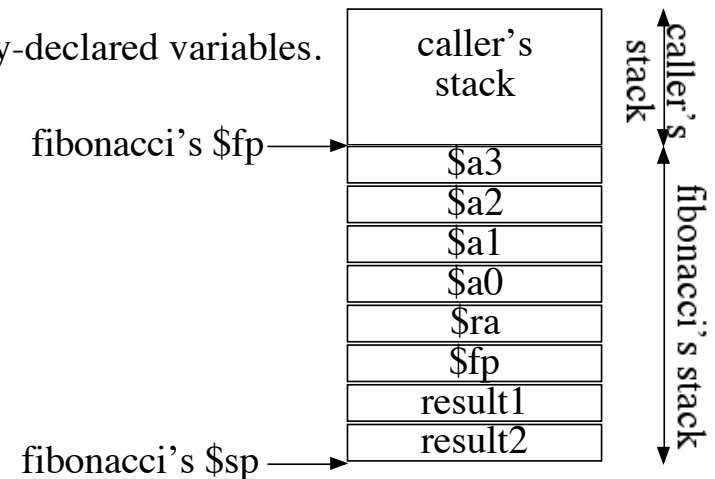 y-declared variables.
caller's
stack
caller's
stack
fibonacci's $fp
$a3
$a2
$a1
$a0
$ra
$fp
result1
result2
fibonacci's $sp
fibonacci's stack